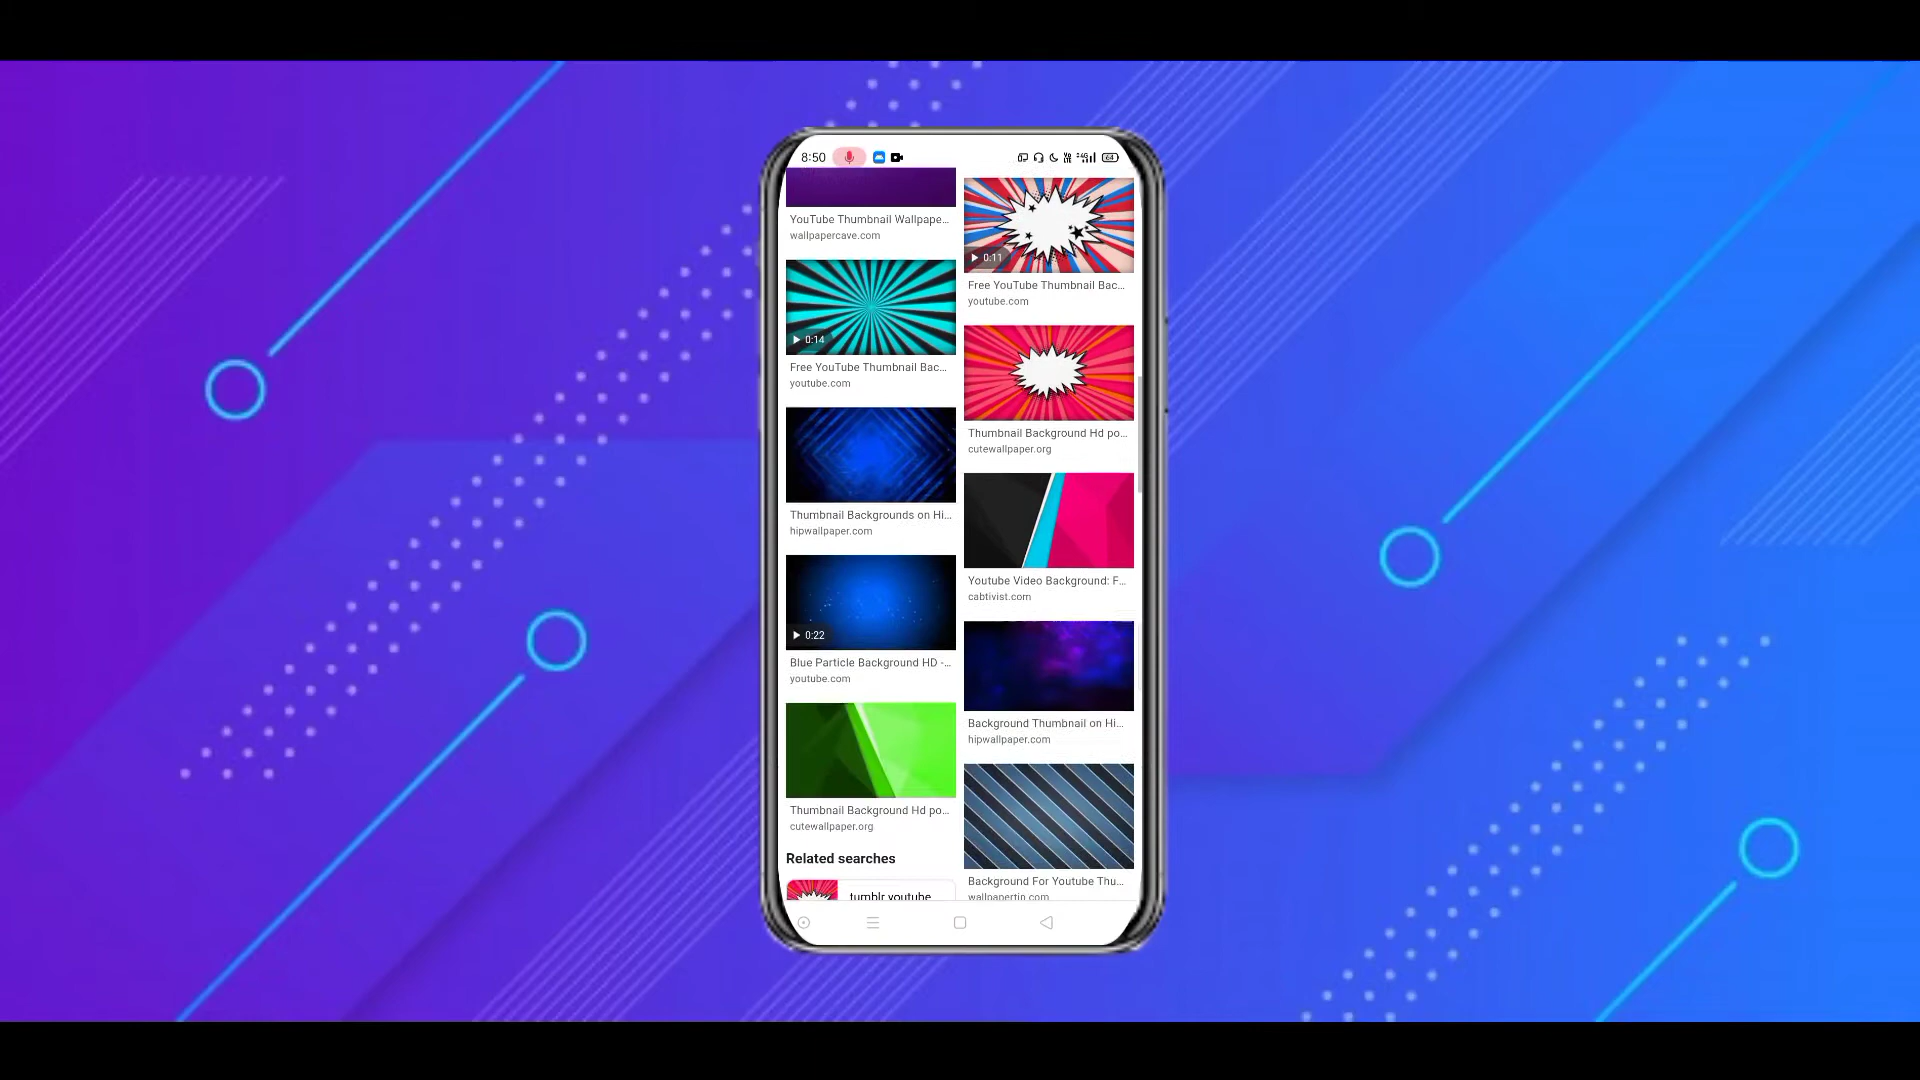 8:50
64
YouTube Thumbnail Wallpape...
wallpapercave.com
0:14
Free YouTube Thumbnail Bac...
youtube.com
Thumbnail Backgrounds on Hi...
hipwallpaper.com
0:22
Blue Particle Background HD -...
youtube.com
Thumbnail Background Hd po...
cutewallpaper.org
Related searches
tumblr youtube
0:11
Free YouTube Thumbnail Bac...
youtube.com
Thumbnail Background Hd po...
cutewallpaper.org
Youtube Video Background: F...
cabtivist.com
Background Thumbnail on Hi...
hipwallpaper.com
Background For Youtube Thu...
wallpapertip.com